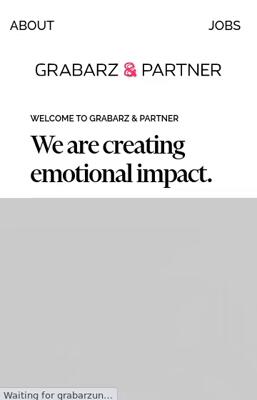 ABOUT JOBS
GRABARZ & PARTNER
WELCOME TO GRABARZ & PARTNER
We are creating
emotional impact.
Waiting for grabarzun...